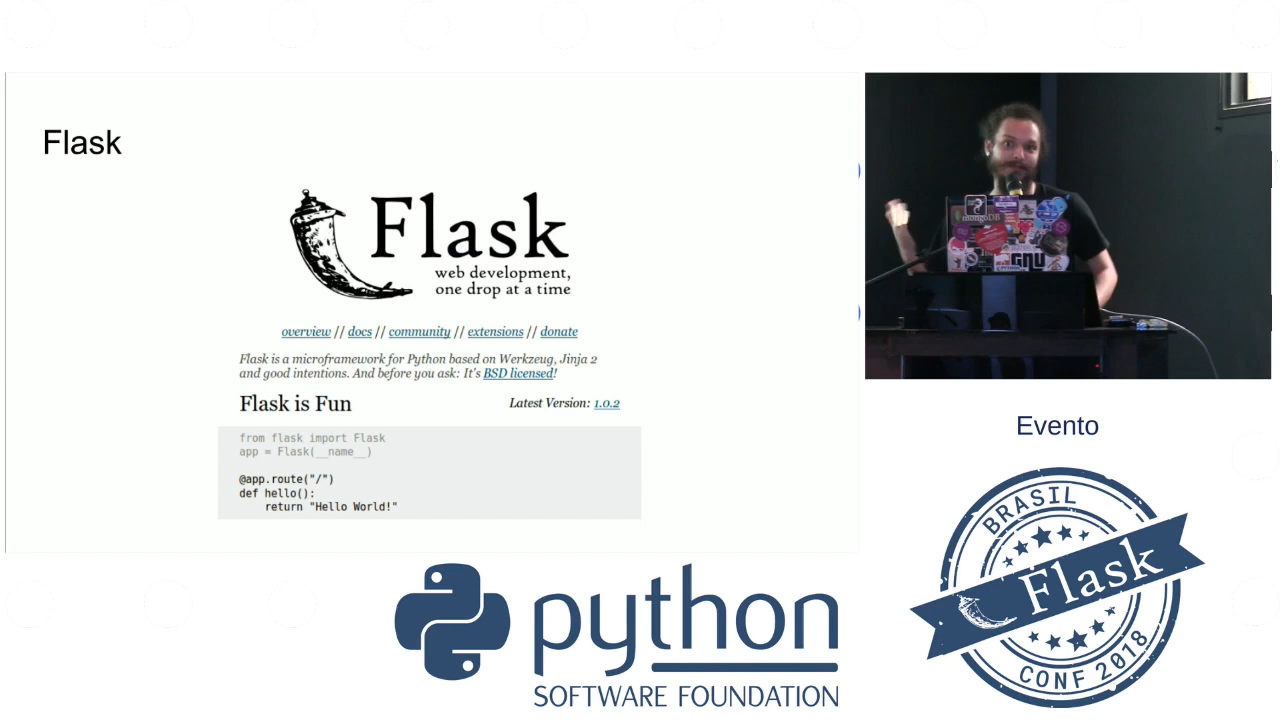 Flask
Flask
web development,
one drop at a time
overview // docs // community // extensions // donate
Flask is a microframework for Python based on Werkzeug, Jinja 2
and good intentions. And before you ask: It's BSD licensed!
Flask is Fun
Latest Version: 1.0.2
from flask import Flask
app = Flask(__name__)
@app.route("/")
def hello():
    return "Hello World!"
mongoDB
GNU
Evento
BRASIL
Flask
CONF 2018
python
SOFTWARE FOUNDATION